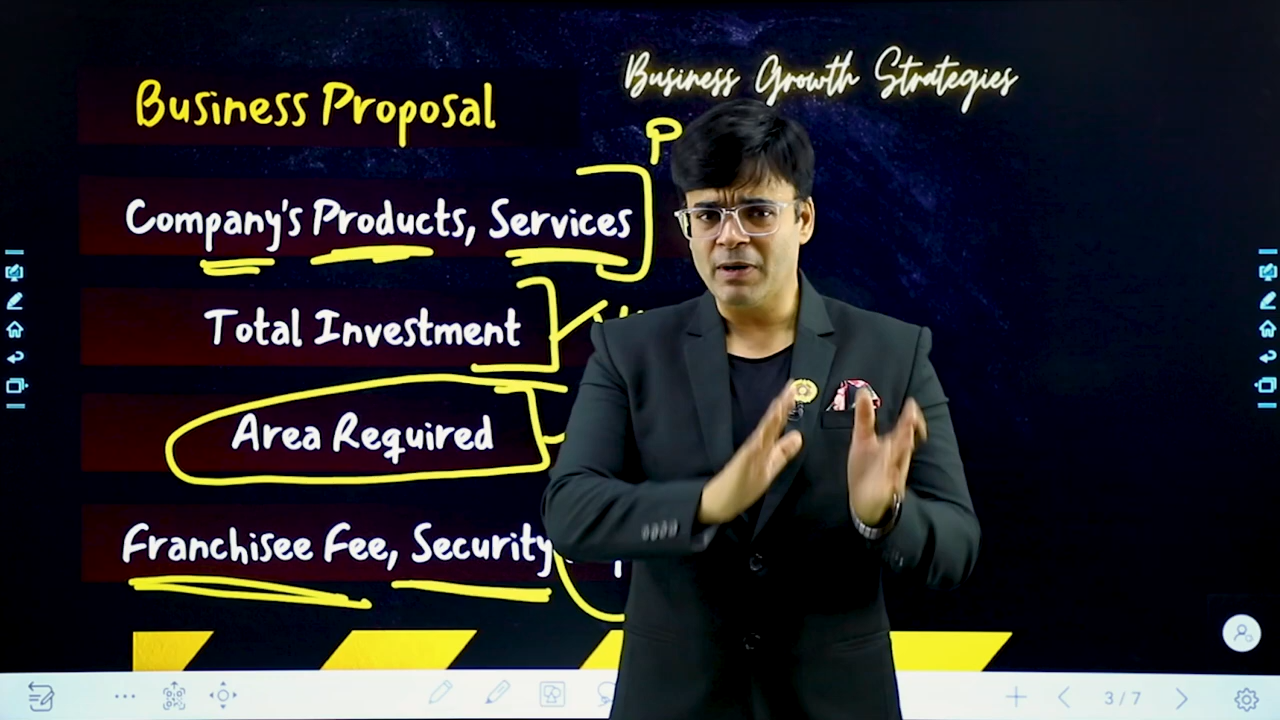 Business Growth Strategies
Business Proposal
P
Company's Products, Services
Total Investment
Area Required
Franchisee Fee, Security
3/7